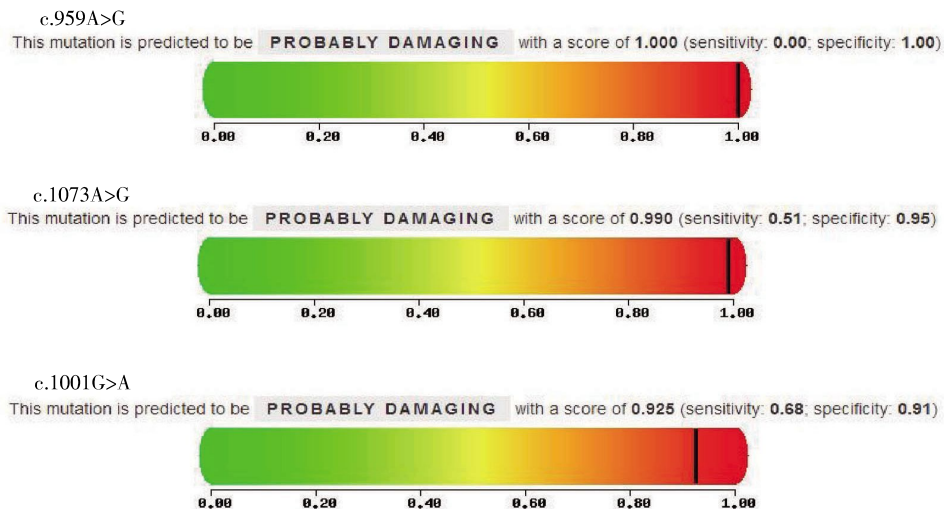 c.959A>G
This mutation is predicted to be PROBABLY DAMAGING with a score of 1.000 (sensitivity: 0.00; specificity: 1.00)
0.00 0.20 0.40 0.60 0.80 1.00
c.1073A>G
This mutation is predicted to be PROBABLY DAMAGING with a score of 0.990 (sensitivity: 0.51; specificity: 0.95)
0.00 0.20 0.40 0.60 0.80 1.00
c.1001G>A
This mutation is predicted to be PROBABLY DAMAGING with a score of 0.925 (sensitivity: 0.68; specificity: 0.91)
0.00 0.20 0.40 0.60 0.80 1.00